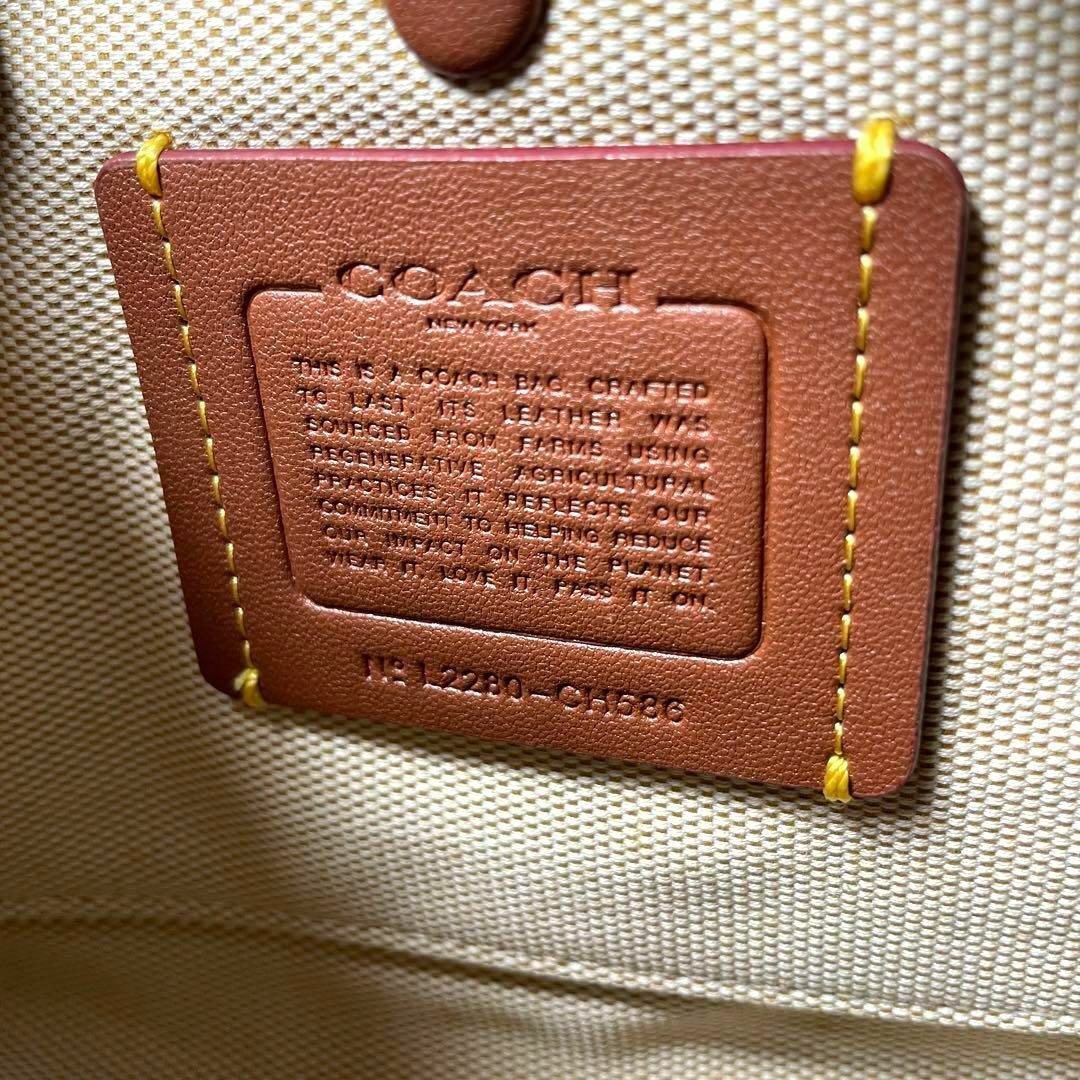 COACH
NEW YORK
THIS IS A COACH BAG. CRAFTED
TO LAST, ITS LEATHER WAS
SOURCED FROM FARMS USING
REGENERATIVE AGRICULTURAL
PRACTICES. IT REFLECTS OUR
COMMITMENT TO HELPING REDUCE
OUR IMPACT ON THE PLANET.
WEAR IT, LOVE IT, PASS IT ON.
Nº L2280-CH536